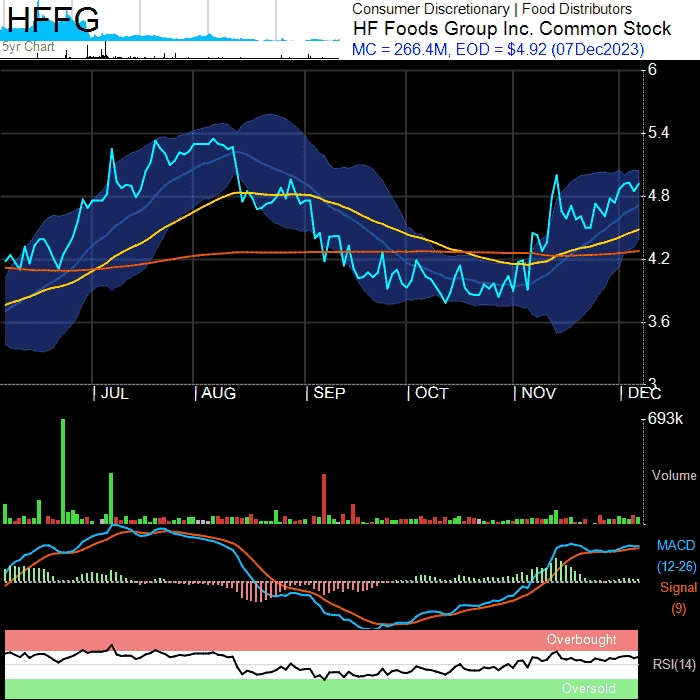 HFFG
5yr Chart
Consumer Discretionary | Food Distributors
HF Foods Group Inc. Common Stock
MC = 266.4M, EOD = $4.92 (07Dec2023)
6
5.4
4.8
4.2
3.6
3
JUL AUG SEP OCT NOV DEC
693k
Volume
MACD
(12-26)
Signal
(9)
Overbought
RSI(14)
Oversold